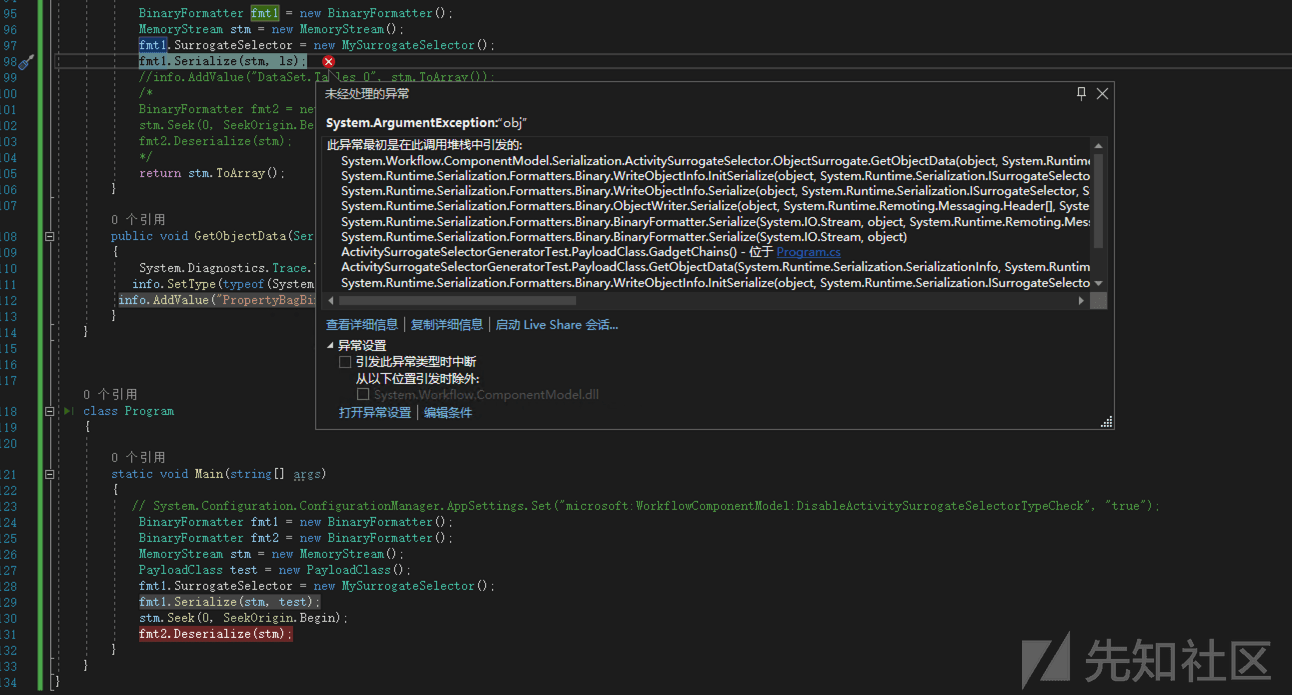 95 BinaryFormatter fmt1 = new BinaryFormatter();
96 MemoryStream stm = new MemoryStream();
97 fmt1.SurrogateSelector = new MySurrogateSelector();
98 fmt1.Serialize(stm, ls);
99 //info.AddValue("DataSet.Tables_0", stm.ToArray());
100 /*
101 BinaryFormatter fmt2 = ne
102 stm.Seek(0, SeekOrigin.Be
103 fmt2.Deserialize(stm);
104 */
105 return stm.ToArray();
106 }
107
0 个引用
108 public void GetObjectData(Ser
109 {
110 System.Diagnostics.Trace.
111 info.SetType(typeof(System
112 info.AddValue("PropertyBagBi
113 }
114 }
115
116
117
未经处理的异常
System.ArgumentException:“obj”
此异常最初是在此调用堆栈中引发的:
System.Workflow.ComponentModel.Serialization.ActivitySurrogateSelector.ObjectSurrogate.GetObjectData(object, System.Runtime
System.Runtime.Serialization.Formatters.Binary.WriteObjectInfo.InitSerialize(object, System.Runtime.Serialization.ISurrogateSelecto
System.Runtime.Serialization.Formatters.Binary.WriteObjectInfo.Serialize(object, System.Runtime.Serialization.ISurrogateSelector, S
System.Runtime.Serialization.Formatters.Binary.ObjectWriter.Serialize(object, System.Runtime.Remoting.Messaging.Header[], Syste
System.Runtime.Serialization.Formatters.Binary.BinaryFormatter.Serialize(System.IO.Stream, object, System.Runtime.Remoting.Mess
System.Runtime.Serialization.Formatters.Binary.BinaryFormatter.Serialize(System.IO.Stream, object)
ActivitySurrogateSelectorGeneratorTest.PayloadClass.GadgetChains() - 位于 Program.cs
ActivitySurrogateSelectorGeneratorTest.PayloadClass.GetObjectData(System.Runtime.Serialization.SerializationInfo, System.Runtim
System.Runtime.Serialization.Formatters.Binary.WriteObjectInfo.InitSerialize(object, System.Runtime.Serialization.ISurrogateSelecto
查看详细信息 | 复制详细信息 | 启动 Live Share 会话...
异常设置
引发此异常类型时中断
从以下位置引发时除外:
System.Workflow.ComponentModel.dll
打开异常设置 | 编辑条件
0 个引用
118 class Program
119 {
120
0 个引用
121 static void Main(string[] args)
122 {
123 // System.Configuration.ConfigurationManager.AppSettings.Set("microsoft:WorkflowComponentModel:DisableActivitySurrogateSelectorTypeCheck", "true");
124 BinaryFormatter fmt1 = new BinaryFormatter();
125 BinaryFormatter fmt2 = new BinaryFormatter();
126 MemoryStream stm = new MemoryStream();
127 PayloadClass test = new PayloadClass();
128 fmt1.SurrogateSelector = new MySurrogateSelector();
129 fmt1.Serialize(stm, test);
130 stm.Seek(0, SeekOrigin.Begin);
131 fmt2.Deserialize(stm);
132 }
133 }
134 }
先知社区